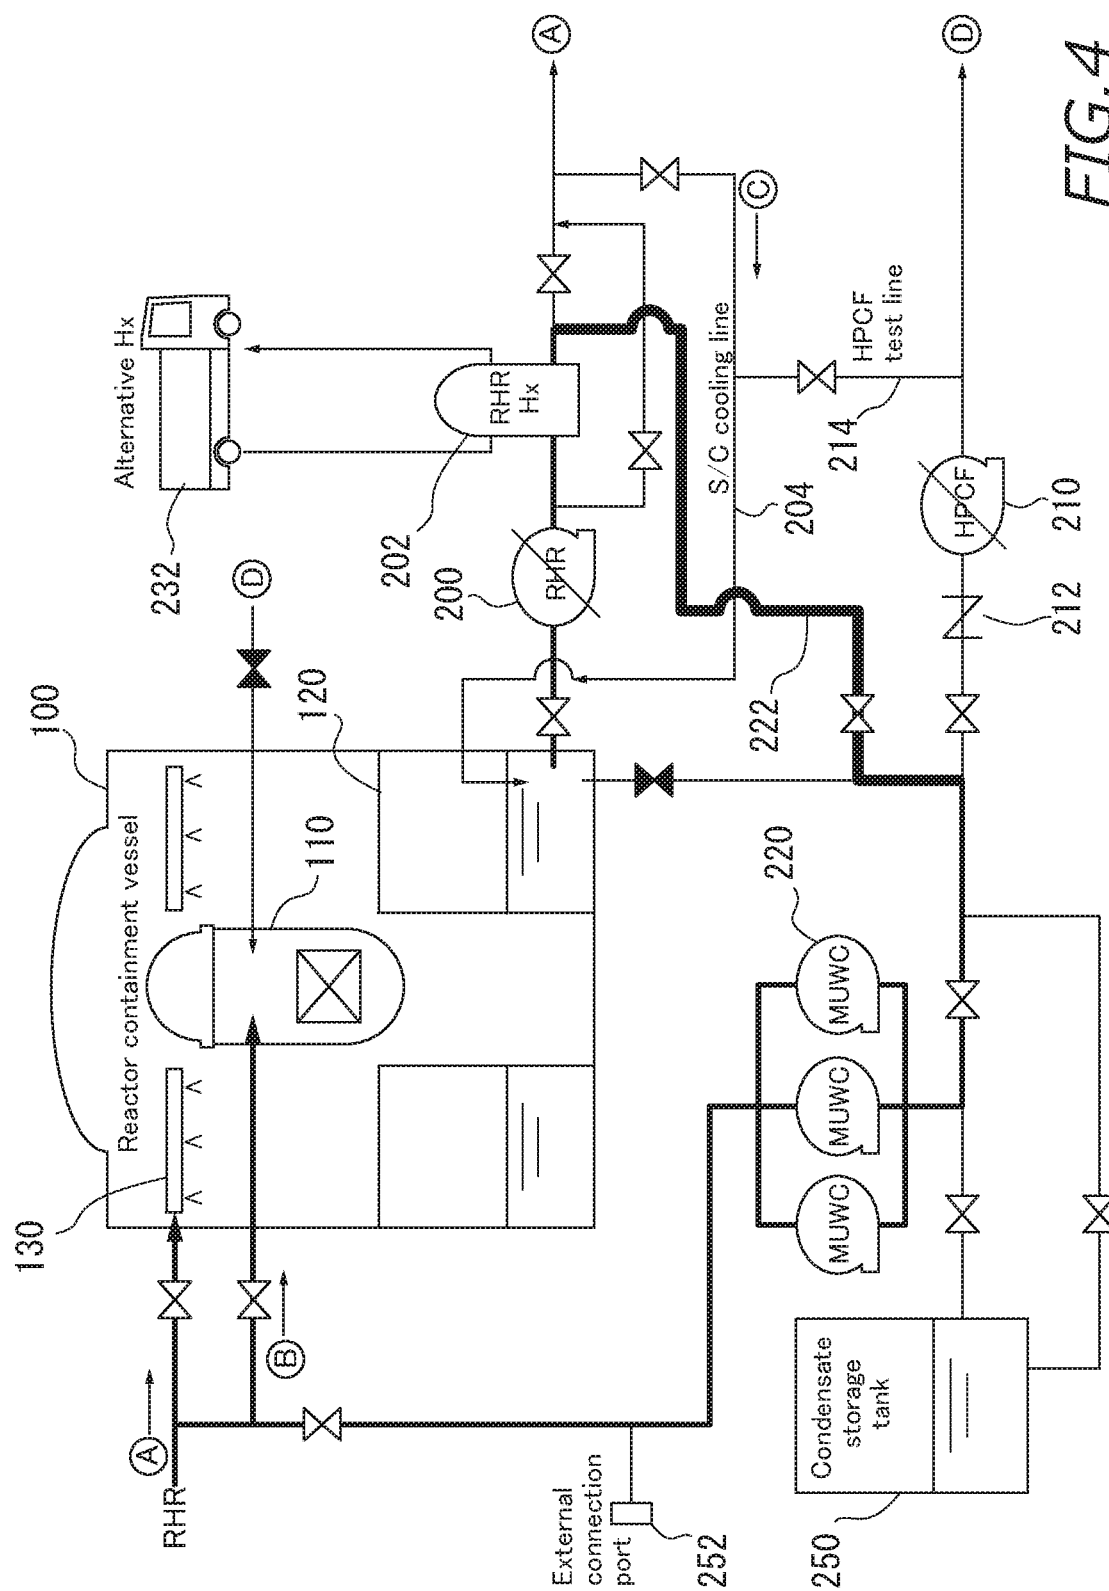 FIG. 4
A
D
Alternative Hx
232
D
RHR
Hx
202
RHR
200
S/C cooling line
204
C
HPCF
test line
214
HPCF
210
212
222
100
Reactor containment vessel
120
110
130
220
MUWC
MUWC
MUWC
A
RHR
B
External
connection
port
252
Condensate
storage
tank
250